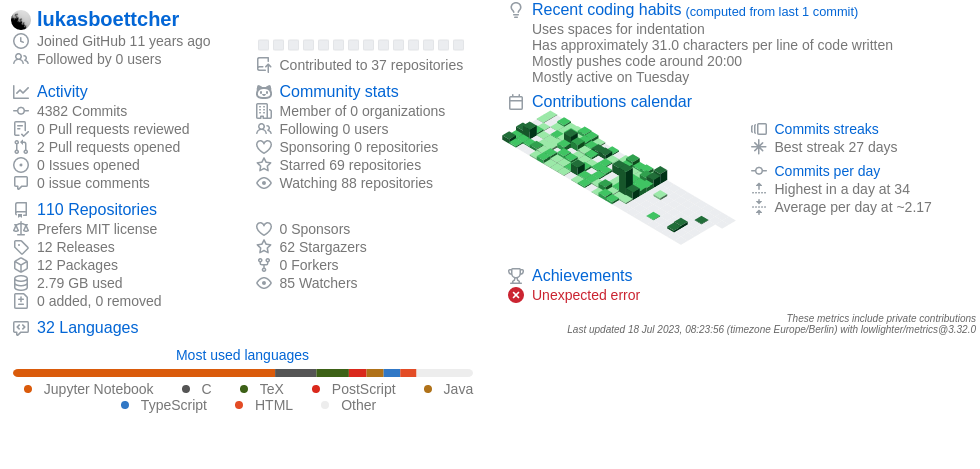 lukasboettcher
Joined GitHub 11 years ago
Followed by 0 users
Contributed to 37 repositories
Activity
4382 Commits
0 Pull requests reviewed
2 Pull requests opened
0 Issues opened
0 issue comments
Community stats
Member of 0 organizations
Following 0 users
Sponsoring 0 repositories
Starred 69 repositories
Watching 88 repositories
110 Repositories
Prefers MIT license
12 Releases
12 Packages
2.79 GB used
0 added, 0 removed
0 Sponsors
62 Stargazers
0 Forkers
85 Watchers
32 Languages
Most used languages
Jupyter Notebook C TeX PostScript Java
TypeScript HTML Other
Recent coding habits (computed from last 1 commit)
Uses spaces for indentation
Has approximately 31.0 characters per line of code written
Mostly pushes code around 20:00
Mostly active on Tuesday
Contributions calendar
Commits streaks
Best streak 27 days
Commits per day
Highest in a day at 34
Average per day at ~2.17
Achievements
Unexpected error
These metrics include private contributions
Last updated 18 Jul 2023, 08:23:56 (timezone Europe/Berlin) with lowlighter/metrics@3.32.0